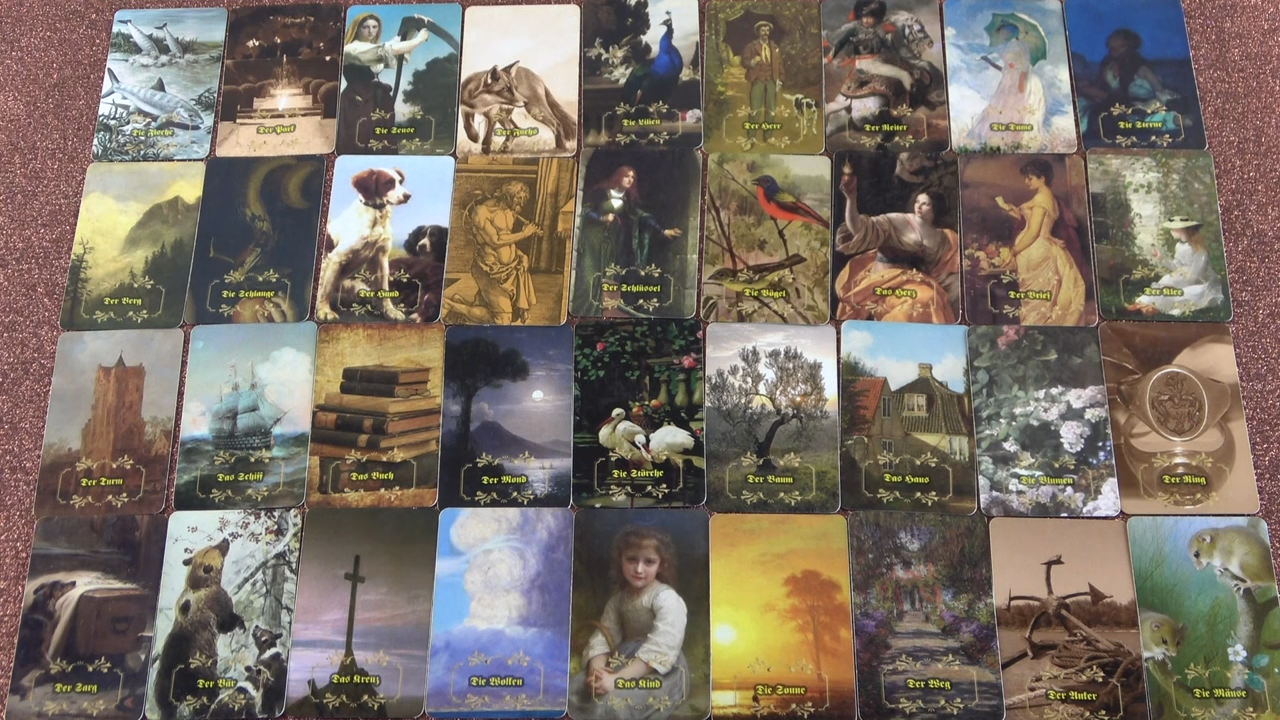 Die Fische
Der Park
Die Sense
Der Fuchs
Die Lilien
Der Herr
Der Reiter
Die Dame
Die Sterne
Der Berg
Die Schlange
Der Hund
Der Schlüssel
Die Vögel
Das Herz
Der Brief
Der Klee
Der Turm
Das Schiff
Das Buch
Der Mond
Die Störche
Der Baum
Das Haus
Die Blumen
Der Ring
Der Sarg
Der Bär
Das Kreuz
Die Wolken
Das Kind
Die Sonne
Der Weg
Der Anker
Die Mäuse